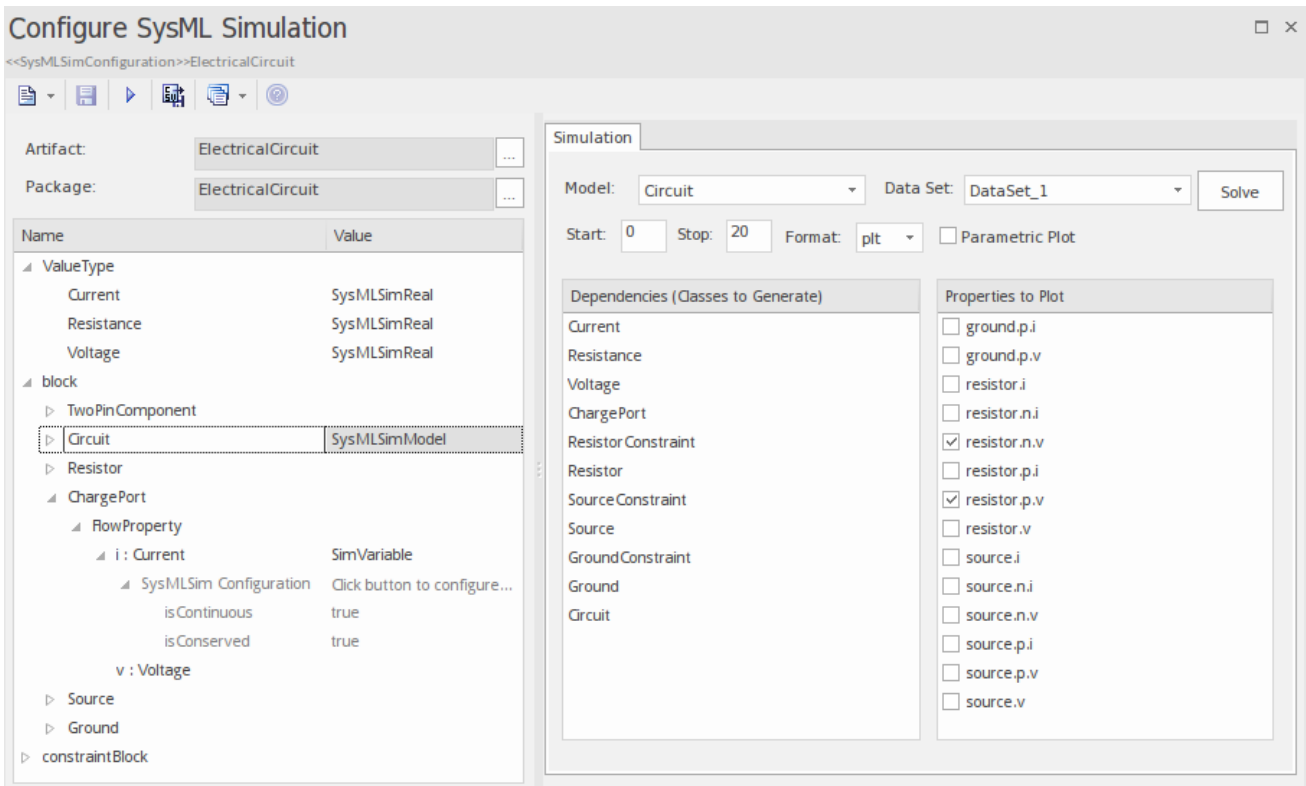 Configure SysML Simulation
<<SysMLSimConfiguration>>ElectricalCircuit
Artifact: ElectricalCircuit ...
Package: ElectricalCircuit ...
Name Value
ValueType
Current SysMLSimReal
Resistance SysMLSimReal
Voltage SysMLSimReal
block
TwoPinComponent
Circuit SysMLSimModel
Resistor
ChargePort
FlowProperty
i : Current SimVariable
SysMLSim Configuration Click button to configure...
isContinuous true
isConserved true
v : Voltage
Source
Ground
constraintBlock
Simulation
Model: Circuit Data Set: DataSet_1 Solve
Start: 0 Stop: 20 Format: plt Parametric Plot
Dependencies (Classes to Generate)
Current
Resistance
Voltage
ChargePort
ResistorConstraint
Resistor
SourceConstraint
Source
GroundConstraint
Ground
Circuit
Properties to Plot
ground.p.i
ground.p.v
resistor.i
resistor.n.i
resistor.n.v
resistor.p.i
resistor.p.v
resistor.v
source.i
source.n.i
source.n.v
source.p.i
source.p.v
source.v